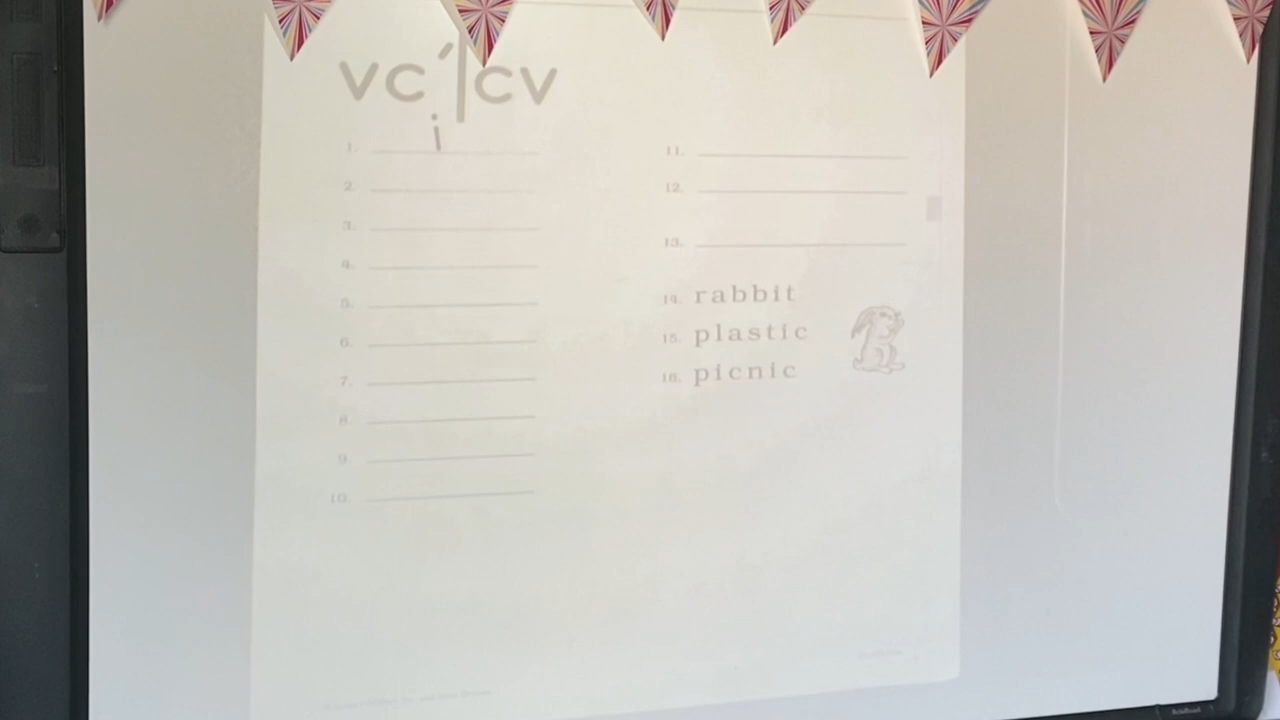 vc´|cv
i
1.
2.
3.
4.
5.
6.
7.
8.
9.
10.
11.
12.
13.
14. rabbit
15. plastic
16. picnic